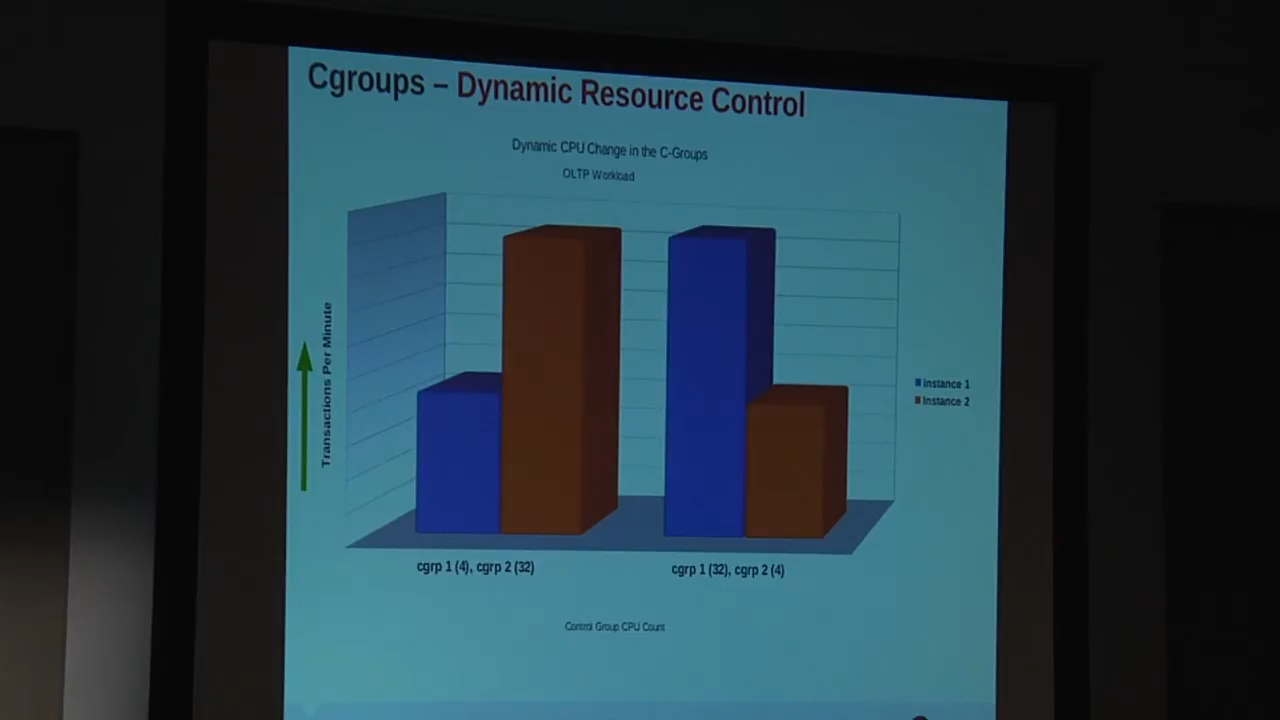 Cgroups – Dynamic Resource Control
Dynamic CPU Change in the C-Groups
OLTP Workload
Transactions Per Minute
Instance 1
Instance 2
cgrp 1 (4), cgrp 2 (32)
cgrp 1 (32), cgrp 2 (4)
Control Group CPU Count